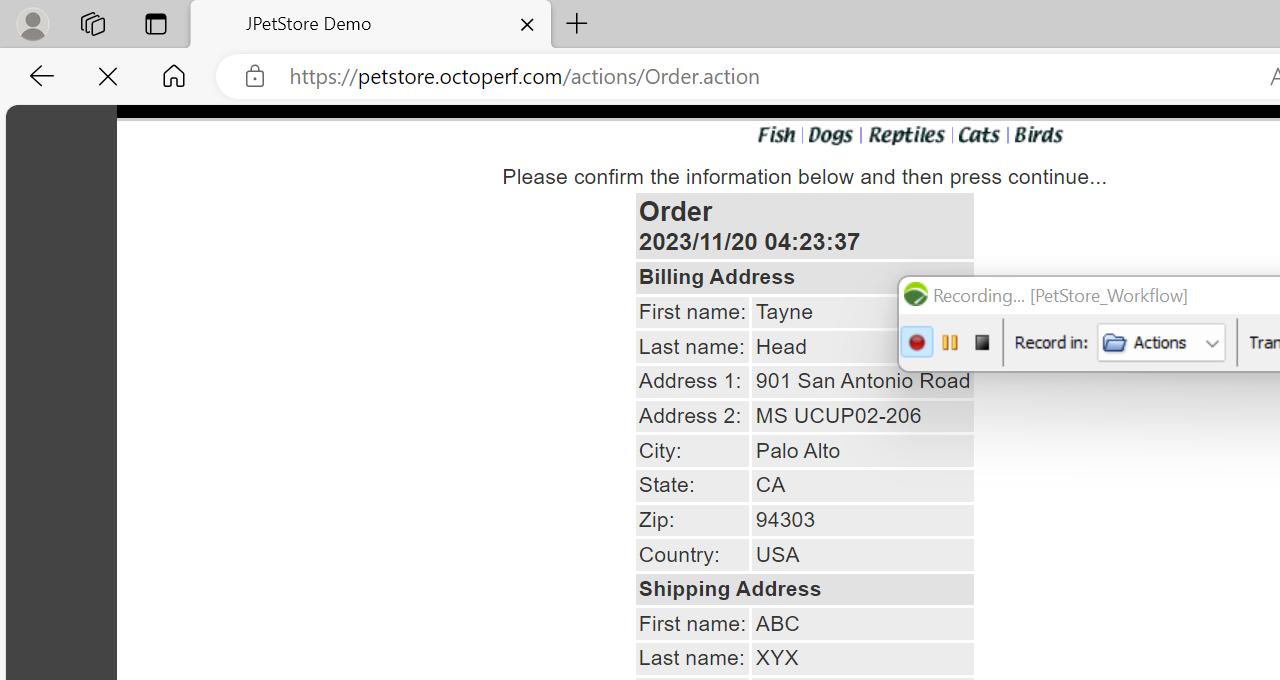 JPetStore Demo
https://petstore.octoperf.com/actions/Order.action
Fish | Dogs | Reptiles | Cats | Birds
Please confirm the information below and then press continue...
Order
2023/11/20 04:23:37
Billing Address
First name: Tayne
Last name: Head
Address 1: 901 San Antonio Road
Address 2: MS UCUP02-206
City: Palo Alto
State: CA
Zip: 94303
Country: USA
Shipping Address
First name: ABC
Last name: XYX
Recording... [PetStore_Workflow]
Record in: Actions